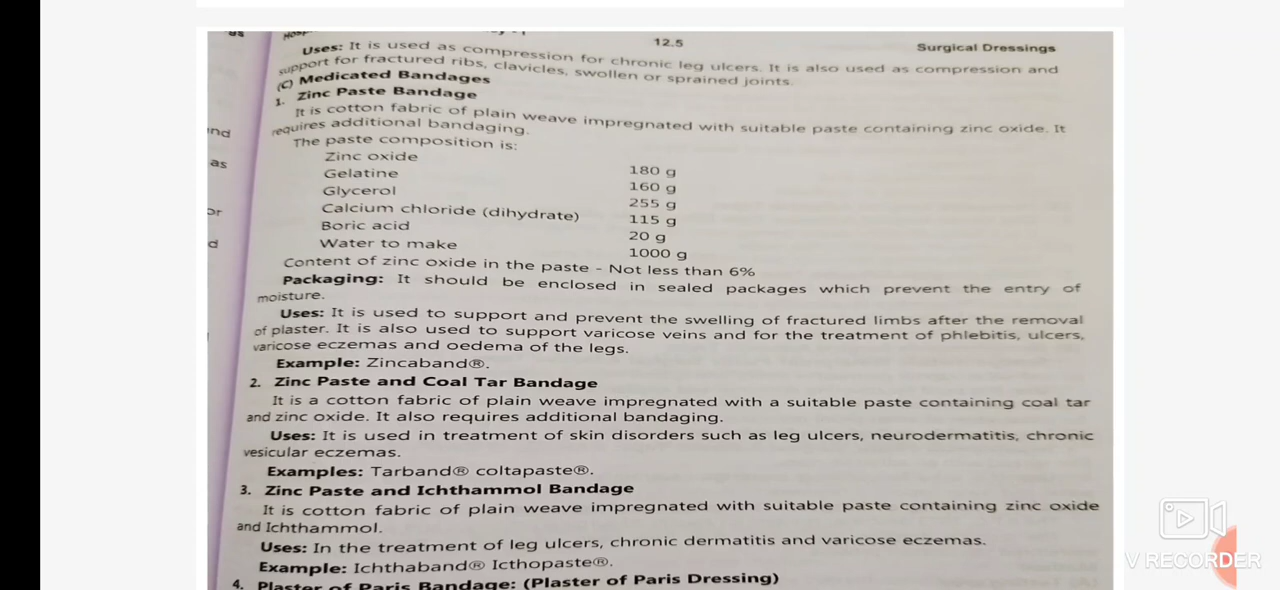 12.5
Surgical Dressings
Uses: It is used as compression for chronic leg ulcers. It is also used as compression and
support for fractured ribs, clavicles, swollen or sprained joints.
(C) Medicated Bandages
1. Zinc Paste Bandage
It is cotton fabric of plain weave impregnated with suitable paste containing zinc oxide. It
requires additional bandaging.
The paste composition is:
Zinc oxide 180 g
Gelatine 160 g
Glycerol 255 g
Calcium chloride (dihydrate) 115 g
Boric acid 20 g
Water to make 1000 g
Content of zinc oxide in the paste - Not less than 6%
Packaging: It should be enclosed in sealed packages which prevent the entry of
moisture.
Uses: It is used to support and prevent the swelling of fractured limbs after the removal
of plaster. It is also used to support varicose veins and for the treatment of phlebitis, ulcers,
varicose eczemas and oedema of the legs.
Example: Zincaband®.
2. Zinc Paste and Coal Tar Bandage
It is a cotton fabric of plain weave impregnated with a suitable paste containing coal tar
and zinc oxide. It also requires additional bandaging.
Uses: It is used in treatment of skin disorders such as leg ulcers, neurodermatitis, chronic
vesicular eczemas.
Examples: Tarband® coltapaste®.
3. Zinc Paste and Ichthammol Bandage
It is cotton fabric of plain weave impregnated with suitable paste containing zinc oxide
and Ichthammol.
Uses: In the treatment of leg ulcers, chronic dermatitis and varicose eczemas.
Example: Ichthaband® Icthopaste®.
4. Plaster of Paris Bandage: (Plaster of Paris Dressing)
as
or
d
V RECORDER